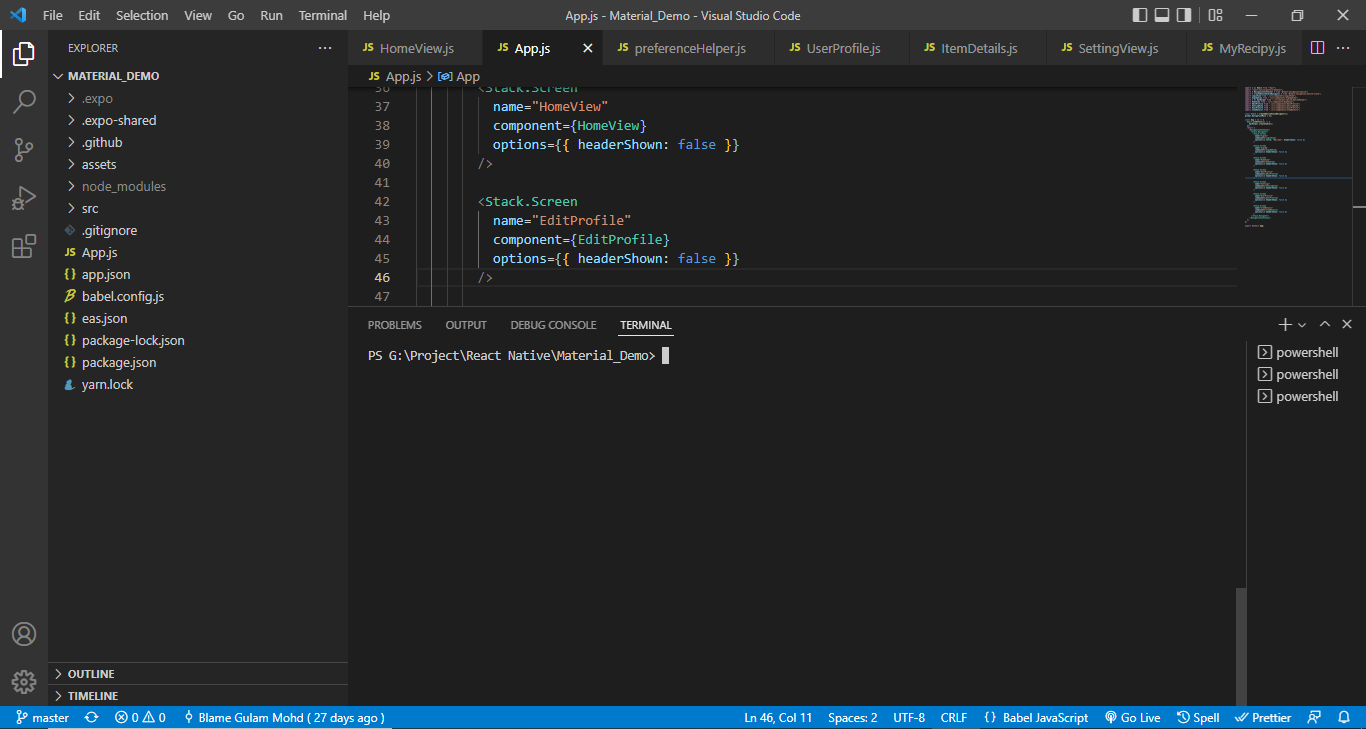 File Edit Selection View Go Run Terminal Help
App.js - Material_Demo - Visual Studio Code
EXPLORER
MATERIAL_DEMO
.expo
.expo-shared
.github
assets
node_modules
src
.gitignore
JS App.js
{} app.json
babel.config.js
{} eas.json
{} package-lock.json
{} package.json
yarn.lock
OUTLINE
TIMELINE
JS HomeView.js JS App.js JS preferenceHelper.js JS UserProfile.js JS ItemDetails.js JS SettingView.js JS MyRecipy.js
JS App.js > App
36 <Stack.Screen
37 name="HomeView"
38 component={HomeView}
39 options={{ headerShown: false }}
40 />
41
42 <Stack.Screen
43 name="EditProfile"
44 component={EditProfile}
45 options={{ headerShown: false }}
46 />
47
PROBLEMS OUTPUT DEBUG CONSOLE TERMINAL
PS G:\Project\React Native\Material_Demo>
powershell
powershell
powershell
master 0 0 Blame Gulam Mohd ( 27 days ago ) Ln 46, Col 11 Spaces: 2 UTF-8 CRLF {} Babel JavaScript Go Live Spell Prettier